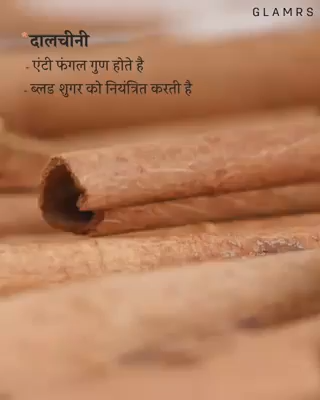 GLAMRS
*दालचीनी
- एंटी फंगल गुण होते है
- ब्लड शुगर को नियंत्रित करती है